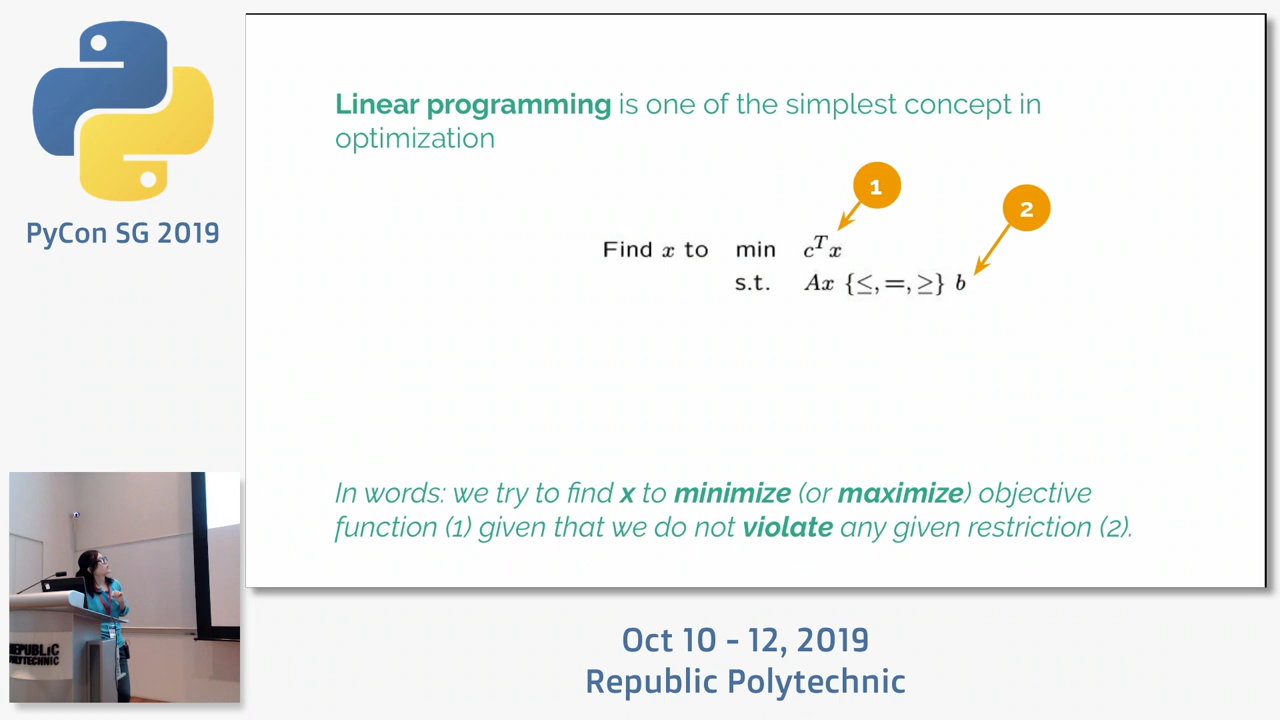 PyCon SG 2019
Linear programming is one of the simplest concept in
optimization
1
2
Find x to min c^T x
s.t. Ax {≤, =, ≥} b
In words: we try to find x to minimize (or maximize) objective
function (1) given that we do not violate any given restriction (2).
REPUBLIC
POLYTECHNIC
Oct 10 - 12, 2019
Republic Polytechnic